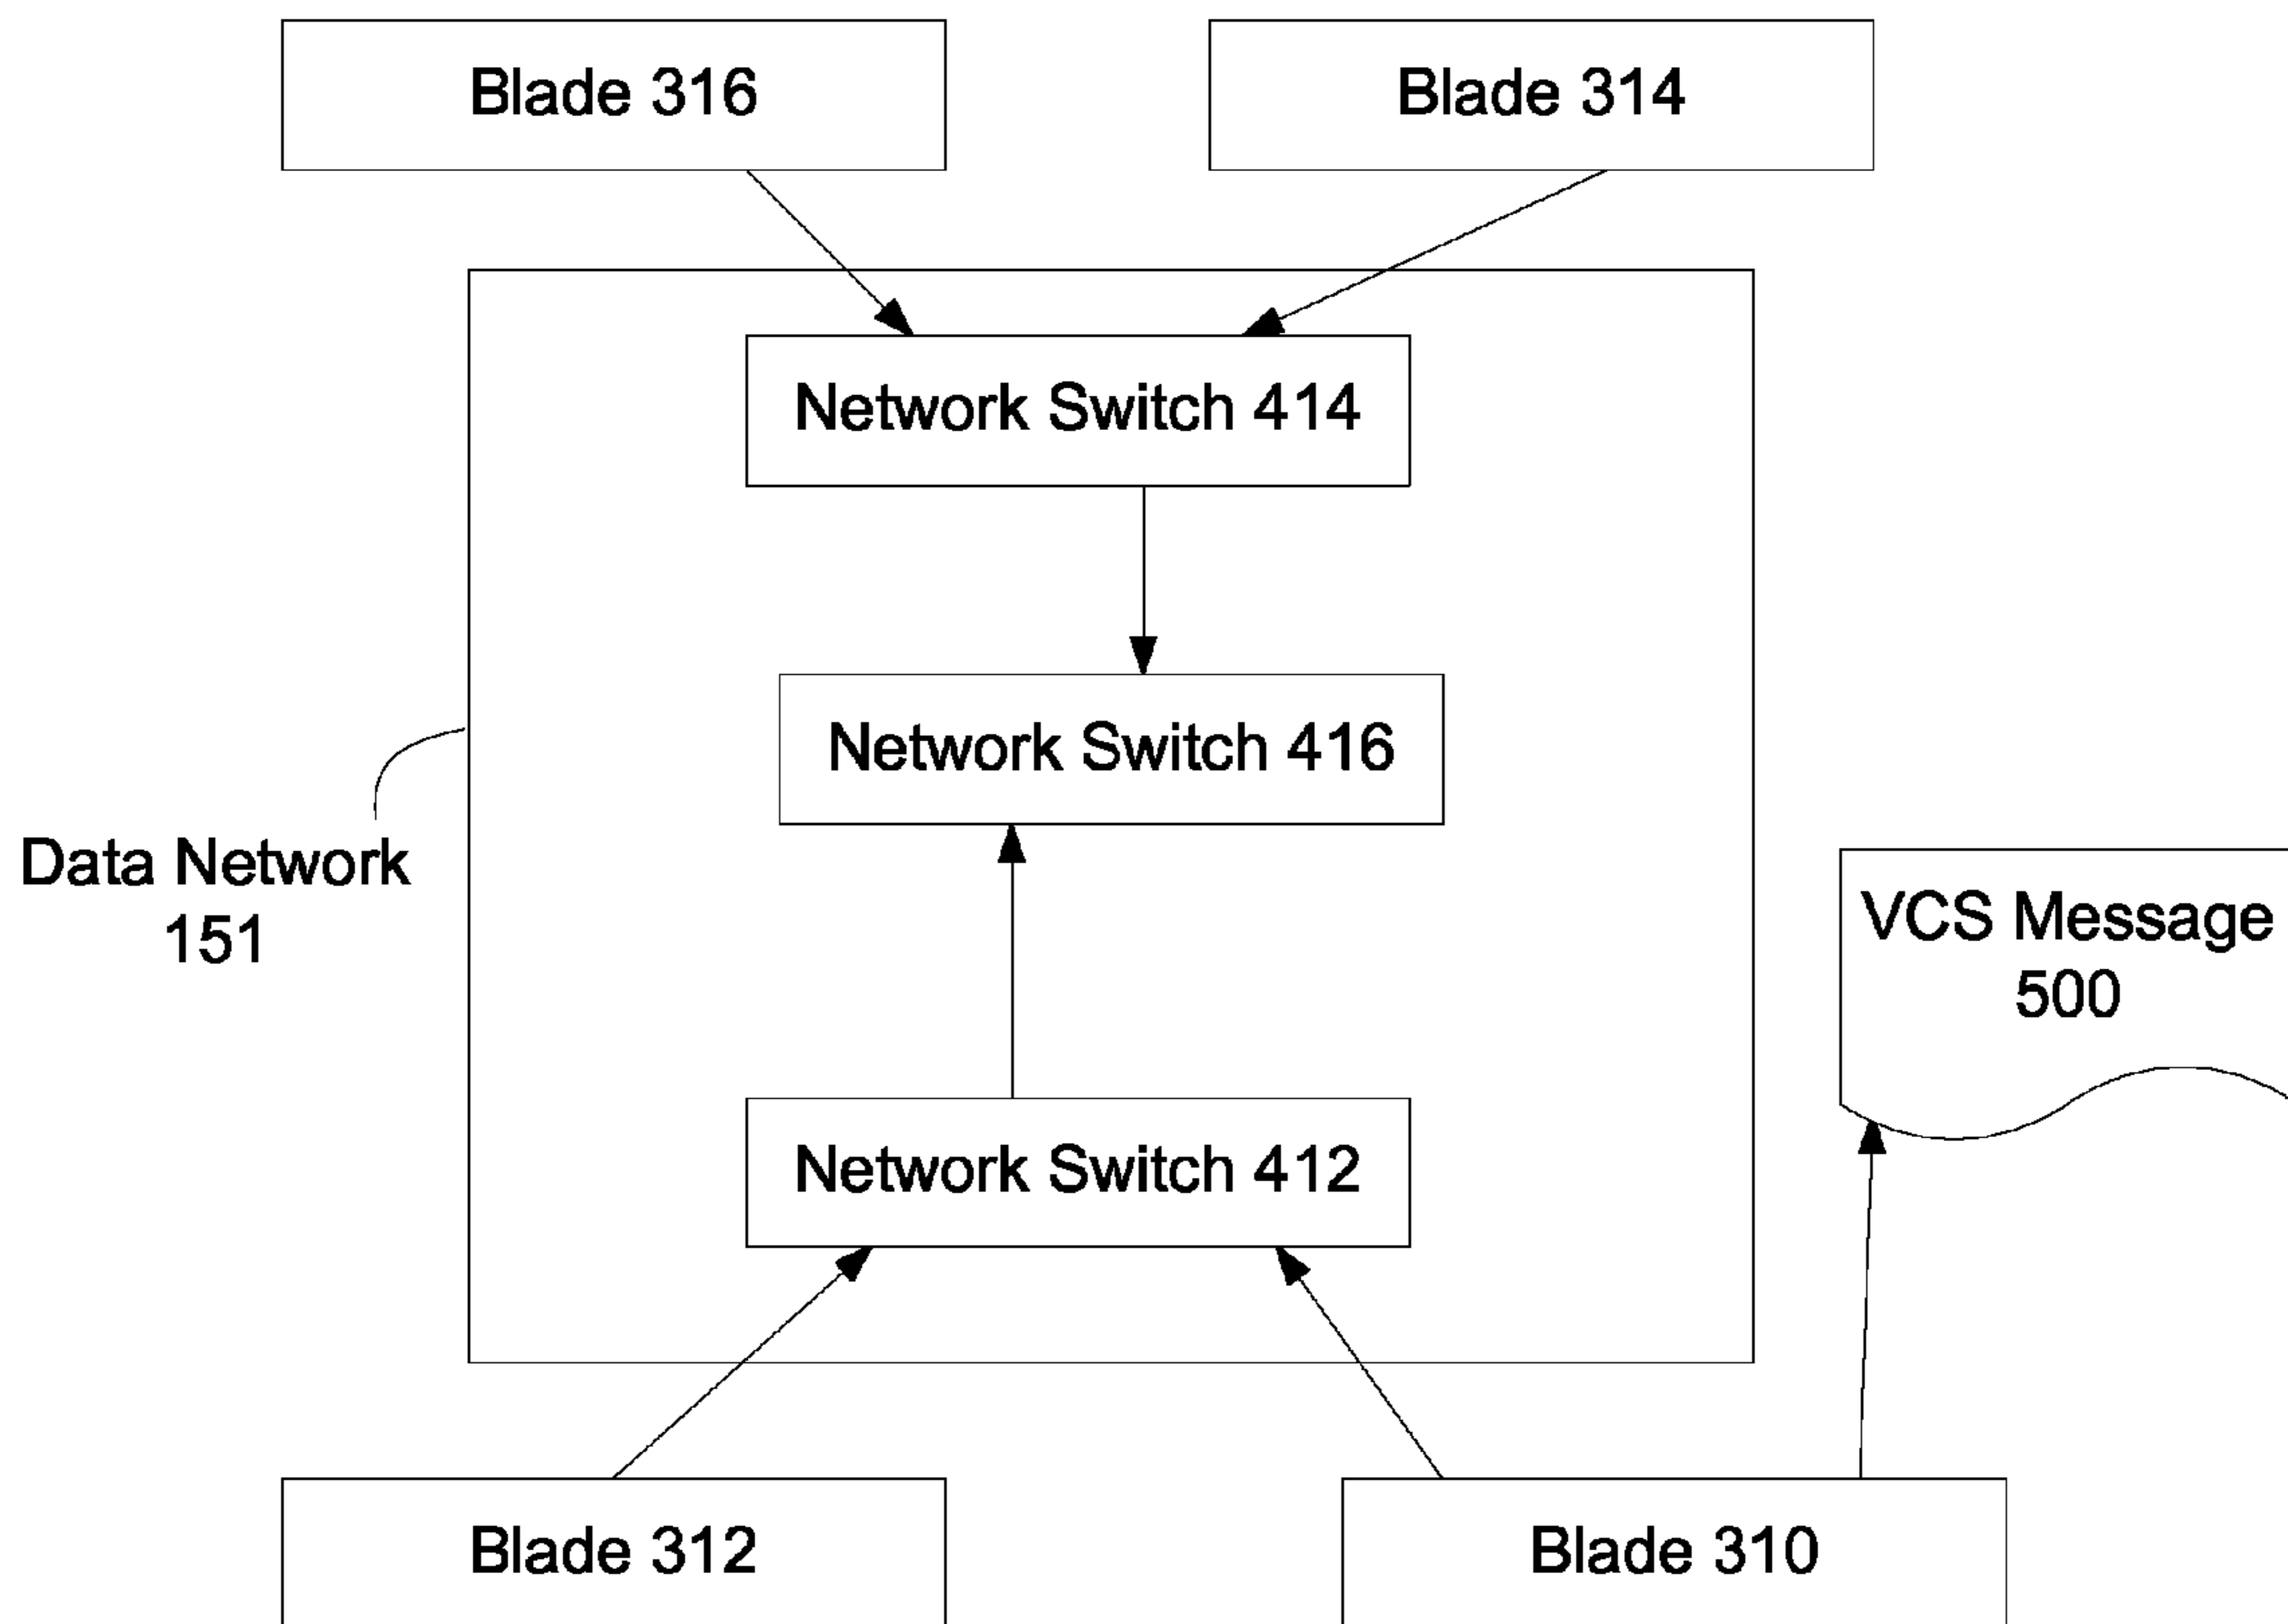 Blade 316
Blade 314
Network Switch 414
Network Switch 416
Data Network
151
VCS Message
500
Network Switch 412
Blade 312
Blade 310